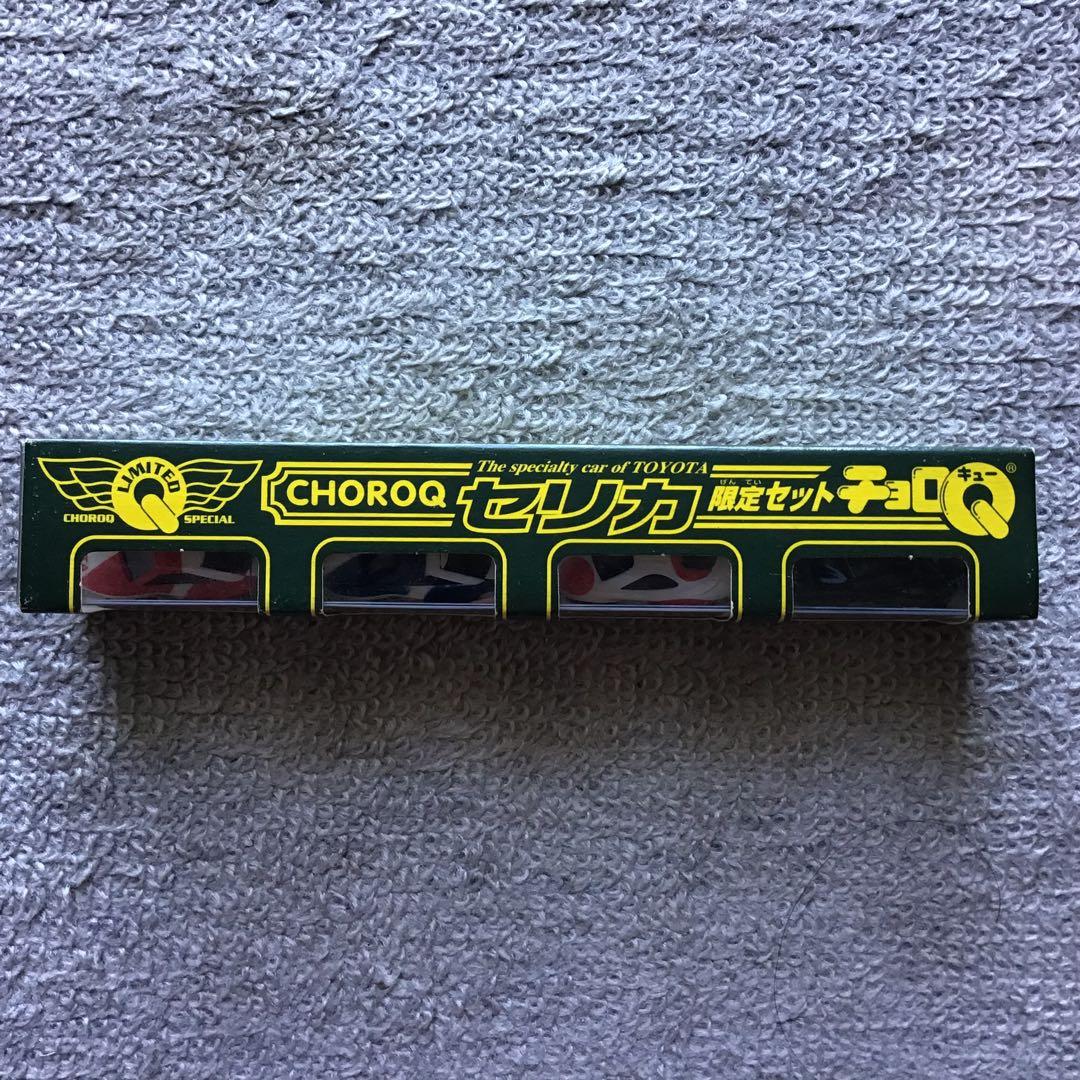 LIMITED
CHOROQ SPECIAL
CHOROQ
The specialty car of TOYOTA
セリカ
げん てい
限定セット
キュー
チョロQ®